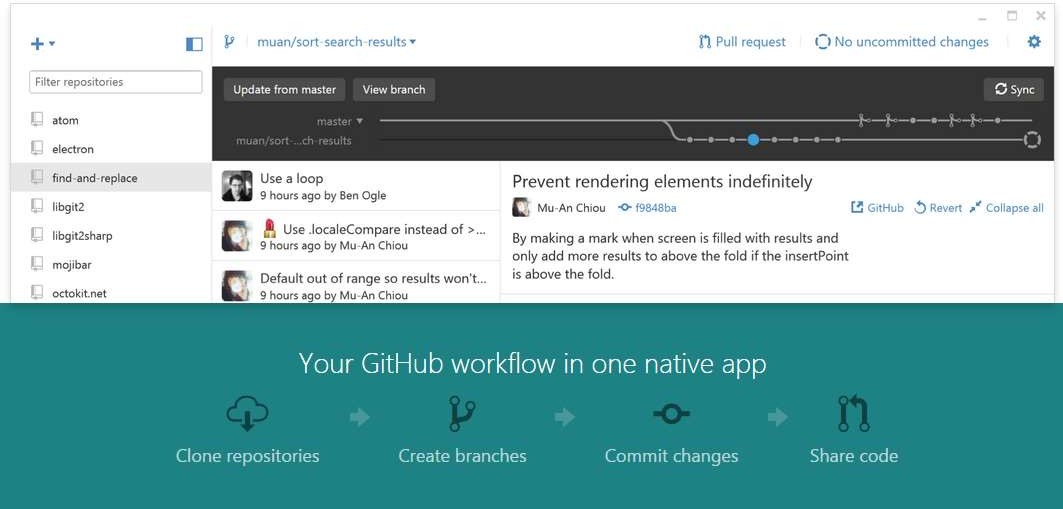 muan/sort-search-results
Pull request
No uncommitted changes
Filter repositories
atom
electron
find-and-replace
libgit2
libgit2sharp
mojibar
octokit.net
Update from master
View branch
Sync
master
muan/sort-...ch-results
Use a loop
9 hours ago by Ben Ogle
Use .localeCompare instead of >...
9 hours ago by Mu-An Chiou
Default out of range so results won't...
9 hours ago by Mu-An Chiou
Prevent rendering elements indefinitely
Mu-An Chiou
f9848ba
GitHub
Revert
Collapse all
By making a mark when screen is filled with results and
only add more results to above the fold if the insertPoint
is above the fold.
Your GitHub workflow in one native app
Clone repositories
Create branches
Commit changes
Share code